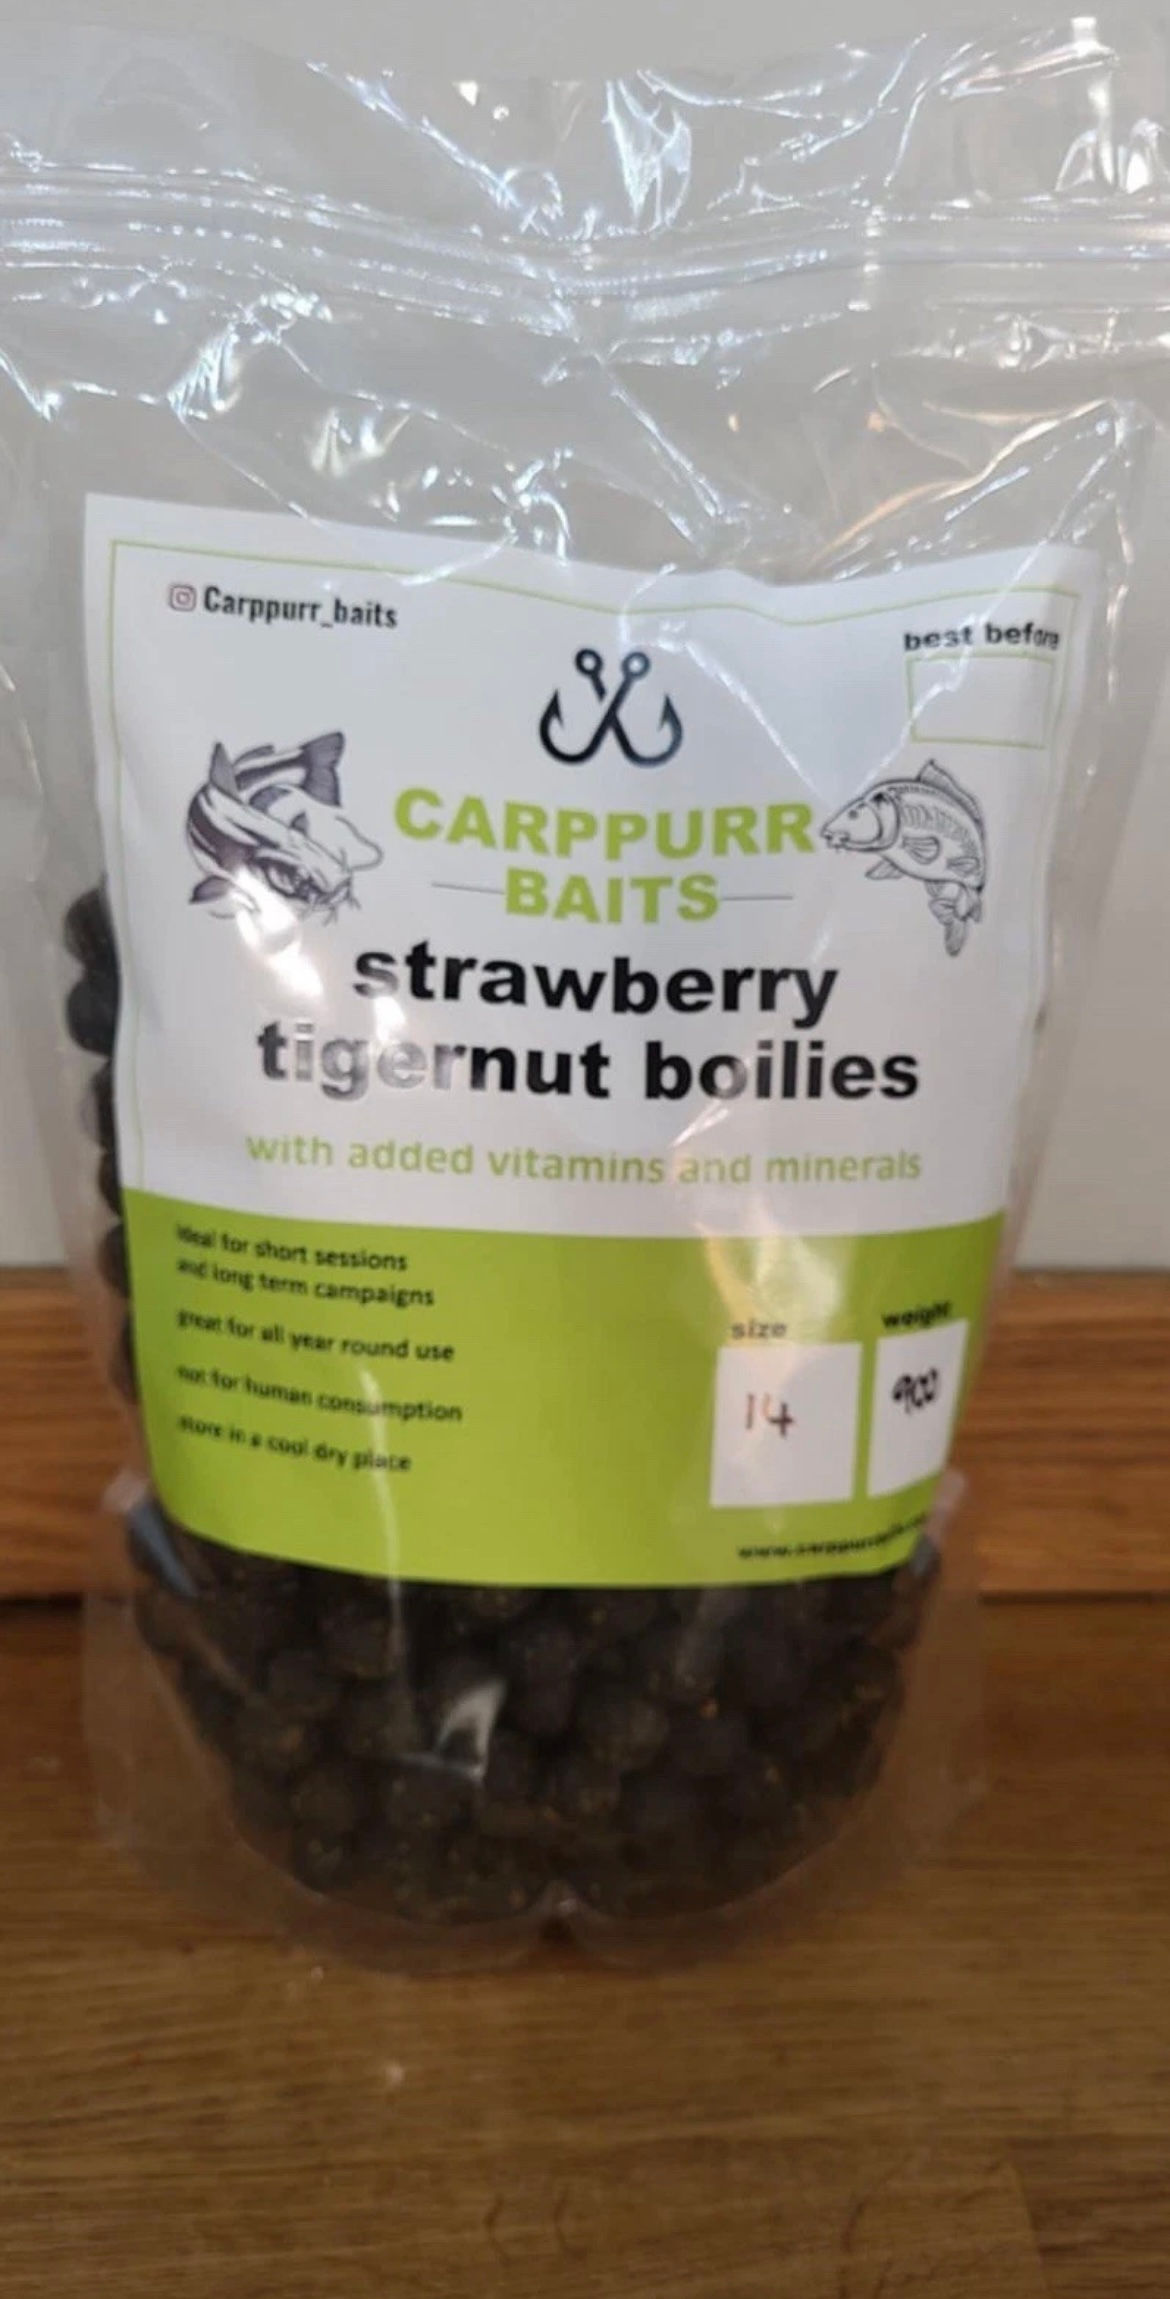 Carppurr_baits
best before
CARPPURR
BAITS
strawberry
tigernut boilies
with added vitamins and minerals
ideal for short sessions
and long term campaigns
great for all year round use
not for human consumption
store in a cool dry place
size
weight
14
900